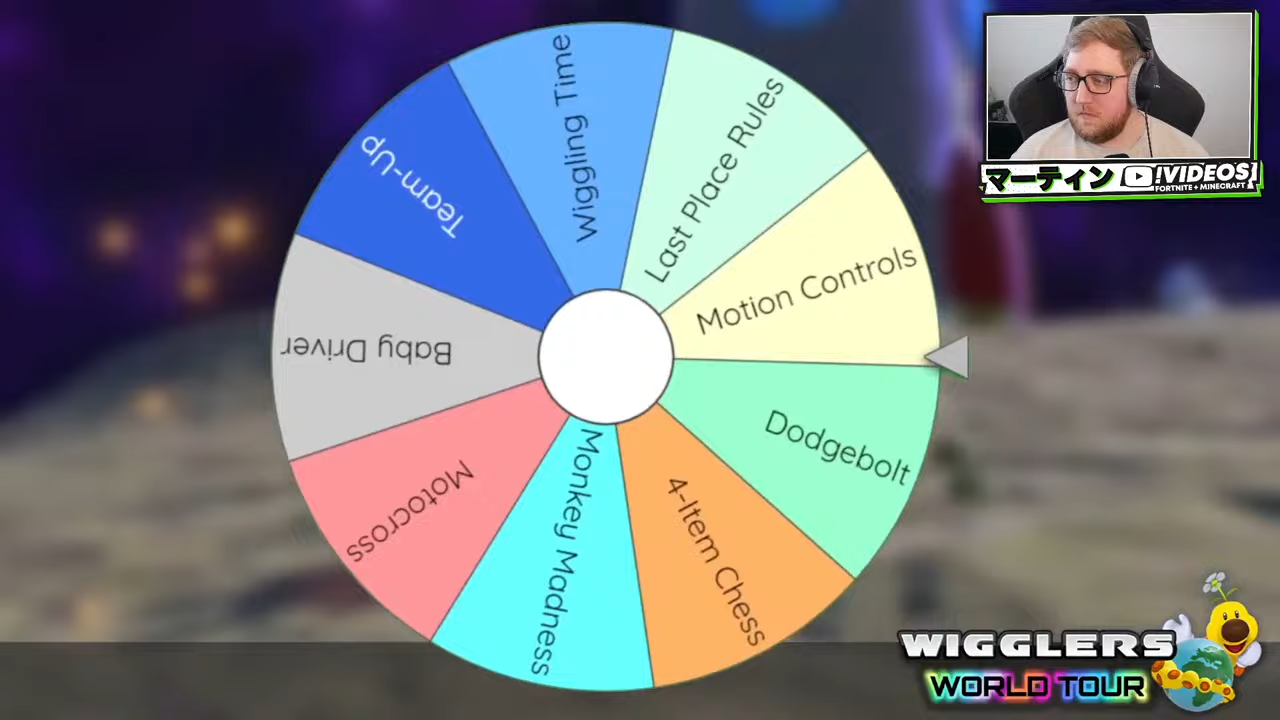 Wiggling Time
Last Place Rules
Motion Controls
Dodgebolt
4-Item Chess
Monkey Madness
Motocross
Baby Driver
Team-Up
マーティン
!VIDEOS
FORTNITE + MINECRAFT
WIGGLERS
WORLD TOUR